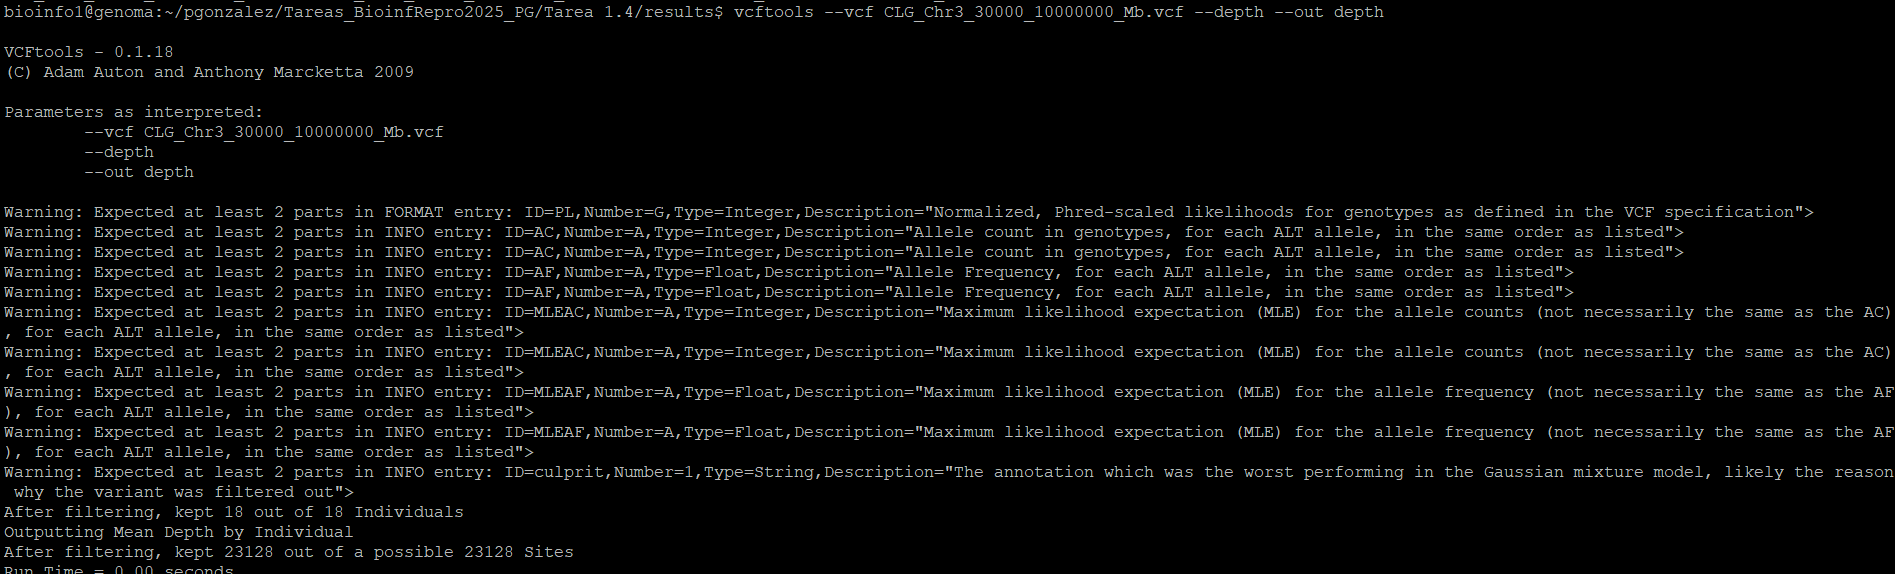 bioinfo1@genoma:~/pgonzalez/Tareas_BioinfRepro2025_PG/Tarea 1.4/results$ vcftools --vcf CLG_Chr3_30000_10000000_Mb.vcf --depth --out depth
VCFtools - 0.1.18
(C) Adam Auton and Anthony Marcketta 2009
Parameters as interpreted:
--vcf CLG_Chr3_30000_10000000_Mb.vcf
--depth
--out depth
Warning: Expected at least 2 parts in FORMAT entry: ID=PL,Number=G,Type=Integer,Description="Normalized, Phred-scaled likelihoods for genotypes as defined in the VCF specification">
Warning: Expected at least 2 parts in INFO entry: ID=AC,Number=A,Type=Integer,Description="Allele count in genotypes, for each ALT allele, in the same order as listed">
Warning: Expected at least 2 parts in INFO entry: ID=AC,Number=A,Type=Integer,Description="Allele count in genotypes, for each ALT allele, in the same order as listed">
Warning: Expected at least 2 parts in INFO entry: ID=AF,Number=A,Type=Float,Description="Allele Frequency, for each ALT allele, in the same order as listed">
Warning: Expected at least 2 parts in INFO entry: ID=AF,Number=A,Type=Float,Description="Allele Frequency, for each ALT allele, in the same order as listed">
Warning: Expected at least 2 parts in INFO entry: ID=MLEAC,Number=A,Type=Integer,Description="Maximum likelihood expectation (MLE) for the allele counts (not necessarily the same as the AC)
, for each ALT allele, in the same order as listed">
Warning: Expected at least 2 parts in INFO entry: ID=MLEAC,Number=A,Type=Integer,Description="Maximum likelihood expectation (MLE) for the allele counts (not necessarily the same as the AC)
, for each ALT allele, in the same order as listed">
Warning: Expected at least 2 parts in INFO entry: ID=MLEAF,Number=A,Type=Float,Description="Maximum likelihood expectation (MLE) for the allele frequency (not necessarily the same as the AF
), for each ALT allele, in the same order as listed">
Warning: Expected at least 2 parts in INFO entry: ID=MLEAF,Number=A,Type=Float,Description="Maximum likelihood expectation (MLE) for the allele frequency (not necessarily the same as the AF
), for each ALT allele, in the same order as listed">
Warning: Expected at least 2 parts in INFO entry: ID=culprit,Number=1,Type=String,Description="The annotation which was the worst performing in the Gaussian mixture model, likely the reason
why the variant was filtered out">
After filtering, kept 18 out of 18 Individuals
Outputting Mean Depth by Individual
After filtering, kept 23128 out of a possible 23128 Sites
Run Time = 0.00 seconds